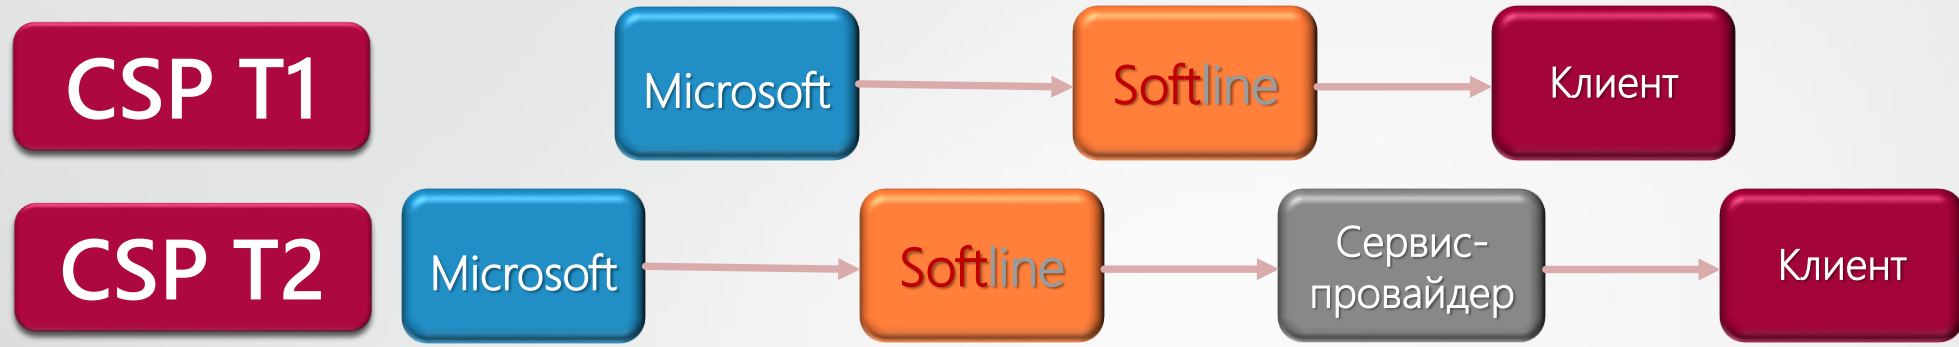 CSP T1
Microsoft
Softline
Клиент
CSP T2
Microsoft
Softline
Сервис-
провайдер
Клиент